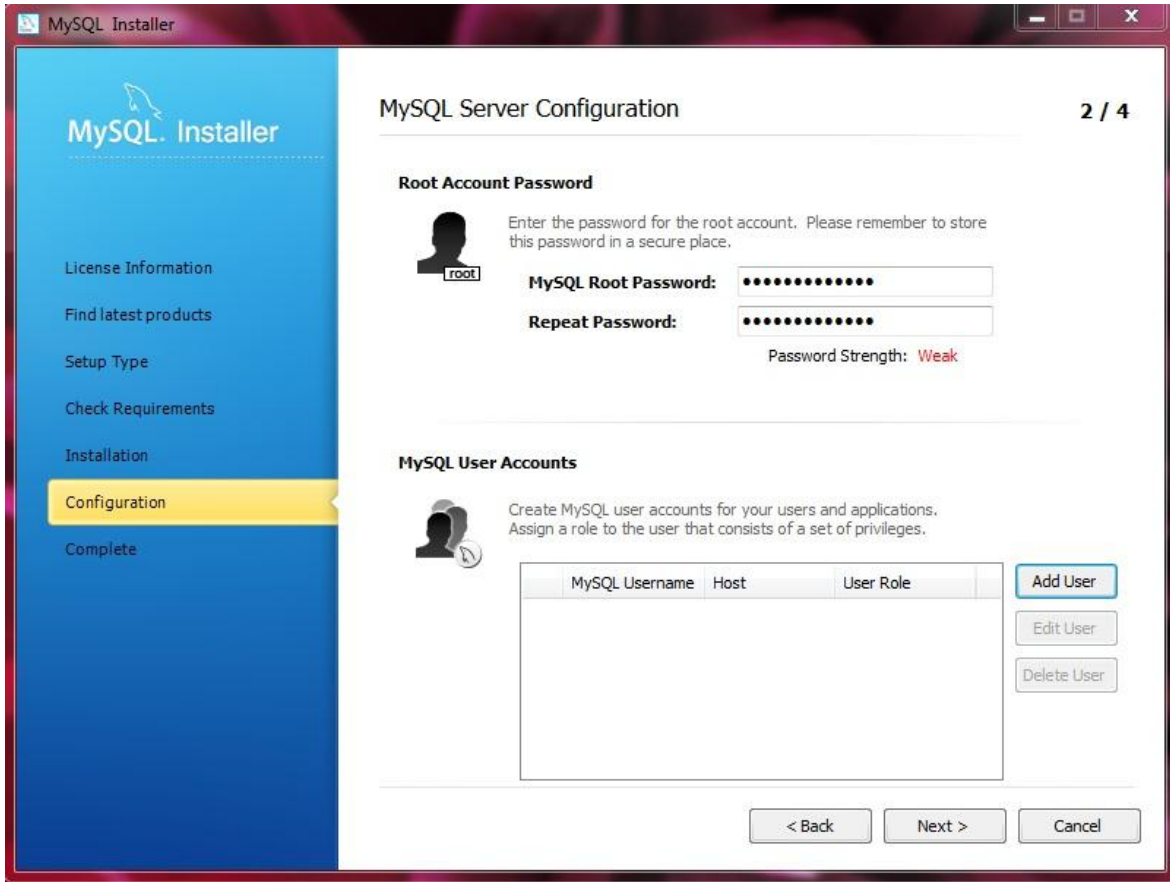 MySQL Installer
MySQL. Installer
License Information
Find latest products
Setup Type
Check Requirements
Installation
Configuration
Complete
MySQL Server Configuration
2 / 4
Root Account Password
Enter the password for the root account. Please remember to store
this password in a secure place.
root
MySQL Root Password: •••••••••••••
Repeat Password: •••••••••••••
Password Strength: Weak
MySQL User Accounts
Create MySQL user accounts for your users and applications.
Assign a role to the user that consists of a set of privileges.
MySQL Username Host User Role
Add User
Edit User
Delete User
< Back Next > Cancel